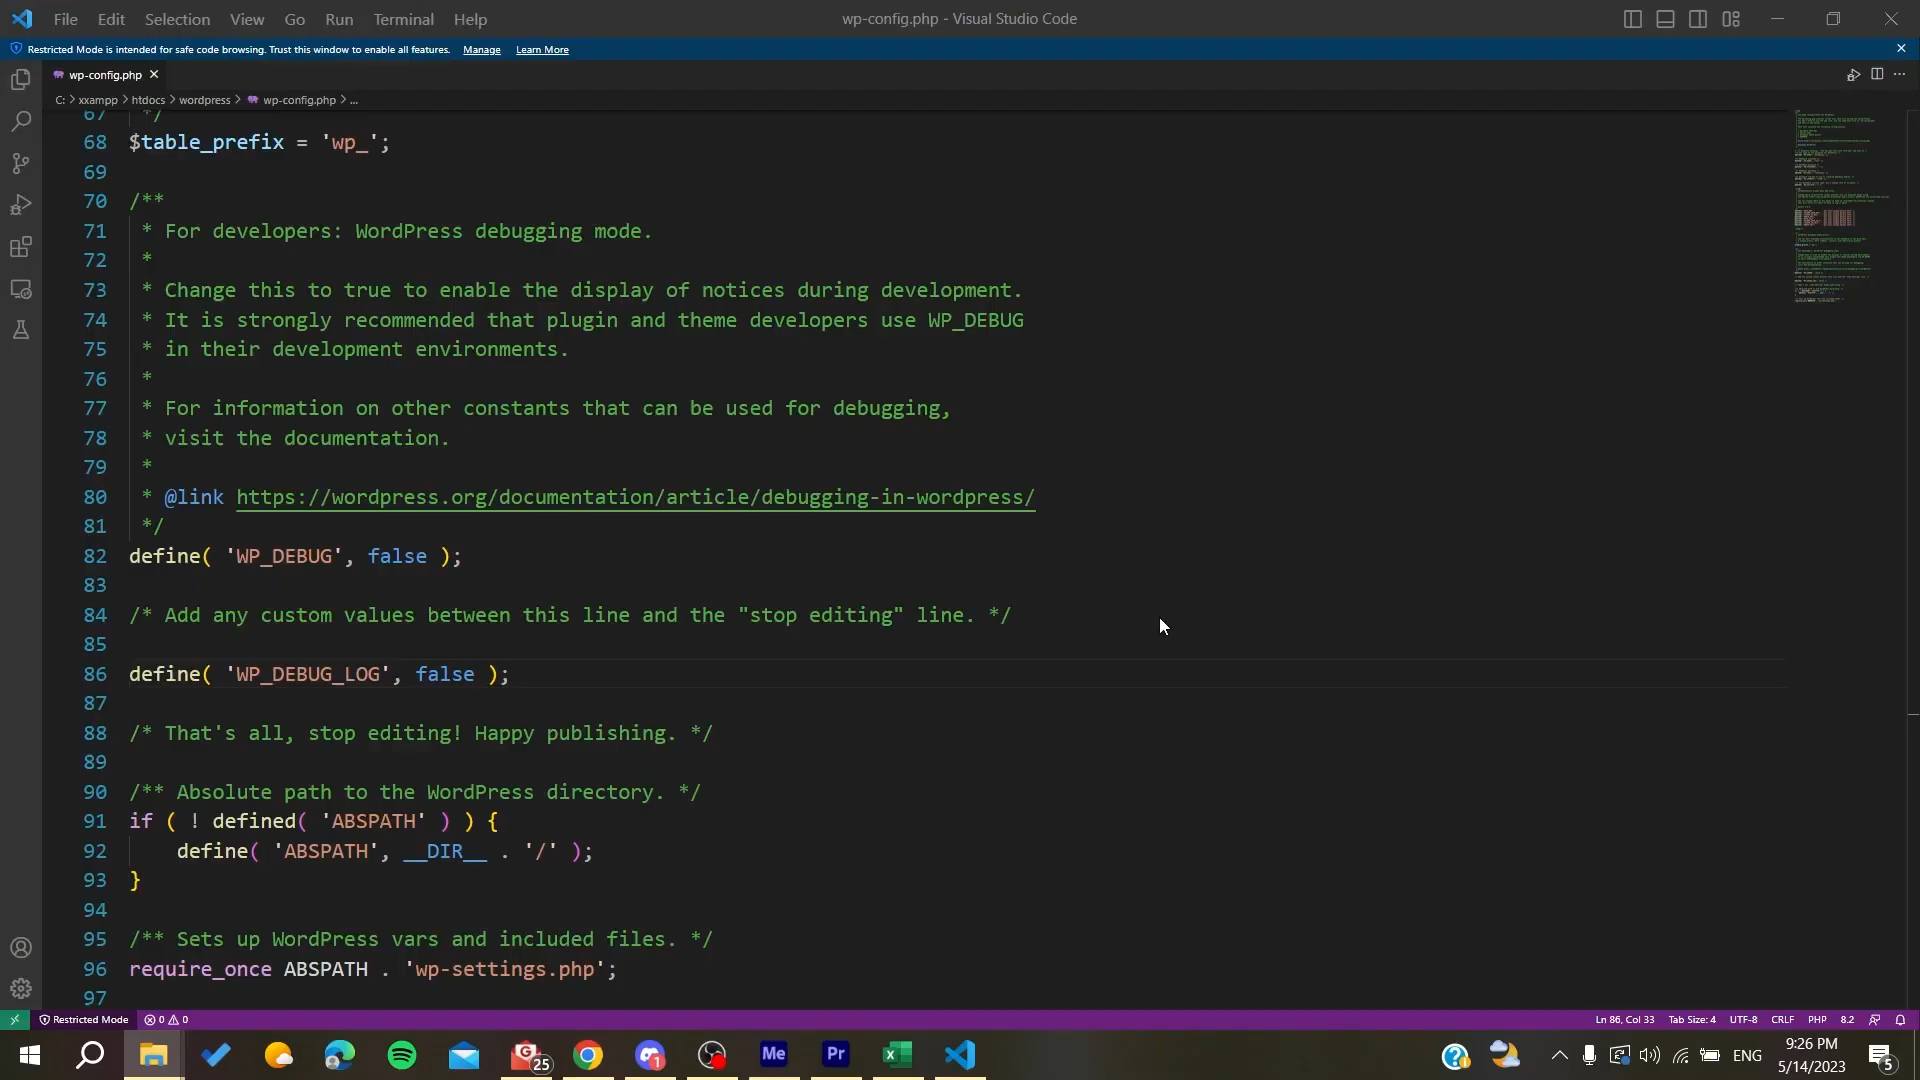 File Edit Selection View Go Run Terminal Help
wp-config.php - Visual Studio Code
Restricted Mode is intended for safe code browsing. Trust this window to enable all features. Manage Learn More
wp-config.php
C: > xxampp > htdocs > wordpress > wp-config.php > ...
67 */
68 $table_prefix = 'wp_';
69
70 /**
71 * For developers: WordPress debugging mode.
72 *
73 * Change this to true to enable the display of notices during development.
74 * It is strongly recommended that plugin and theme developers use WP_DEBUG
75 * in their development environments.
76 *
77 * For information on other constants that can be used for debugging,
78 * visit the documentation.
79 *
80 * @link https://wordpress.org/documentation/article/debugging-in-wordpress/
81 */
82 define( 'WP_DEBUG', false );
83
84 /* Add any custom values between this line and the "stop editing" line. */
85
86 define( 'WP_DEBUG_LOG', false );
87
88 /* That's all, stop editing! Happy publishing. */
89
90 /** Absolute path to the WordPress directory. */
91 if ( ! defined( 'ABSPATH' ) ) {
92 define( 'ABSPATH', __DIR__ . '/' );
93 }
94
95 /** Sets up WordPress vars and included files. */
96 require_once ABSPATH . 'wp-settings.php';
97
Restricted Mode 0 0
Ln 86, Col 33 Tab Size: 4 UTF-8 CRLF PHP 8.2
G 25 1 Me Pr X
ENG
9:26 PM
5/14/2023
5